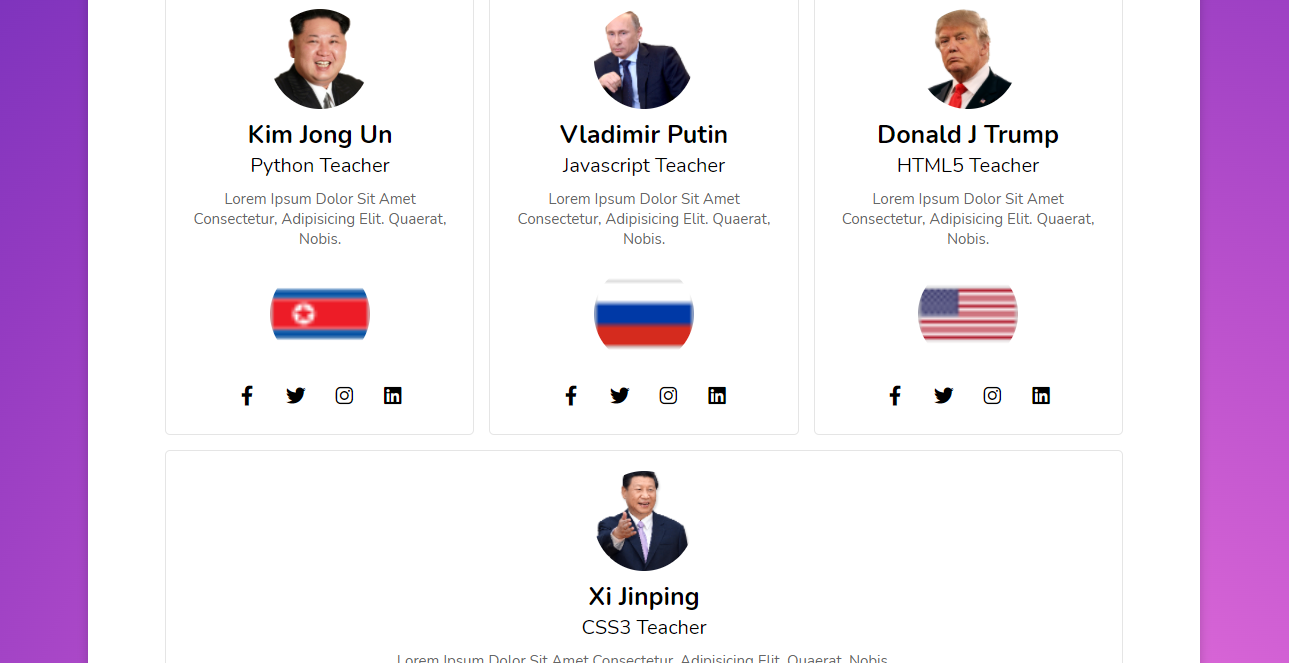 Kim Jong Un
Python Teacher
Lorem Ipsum Dolor Sit Amet
Consectetur, Adipisicing Elit. Quaerat,
Nobis.
Vladimir Putin
Javascript Teacher
Lorem Ipsum Dolor Sit Amet
Consectetur, Adipisicing Elit. Quaerat,
Nobis.
Donald J Trump
HTML5 Teacher
Lorem Ipsum Dolor Sit Amet
Consectetur, Adipisicing Elit. Quaerat,
Nobis.
Xi Jinping
CSS3 Teacher
Lorem Ipsum Dolor Sit Amet Consectetur, Adipisicing Elit. Quaerat, Nobis.